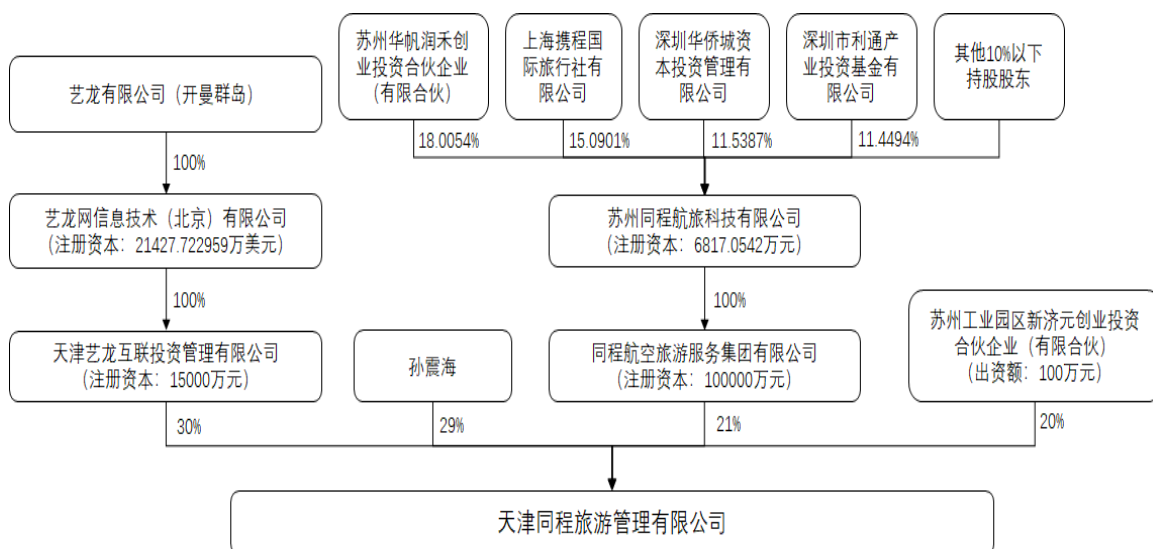 艺龙有限公司（开曼群岛）
苏州华帆润禾创
业投资合伙企业
（有限合伙）
上海携程国
际旅行社有
限公司
深圳华侨城资
本投资管理有
限公司
深圳市利通产
业投资基金有
限公司
其他10%以下
持股股东
18.0054%
15.0901%
11.5387%
11.4494%
100%
艺龙网信息技术（北京）有限公司
（注册资本：21427.722959万美元）
苏州同程航旅科技有限公司
（注册资本：6817.0542万元）
100%
100%
天津艺龙互联投资管理有限公司
（注册资本：15000万元）
孙震海
同程航空旅游服务集团有限公司
（注册资本：100000万元）
苏州工业园区新济元创业投资
合伙企业（有限合伙）
（出资额：100万元）
30%
29%
21%
20%
天津同程旅游管理有限公司